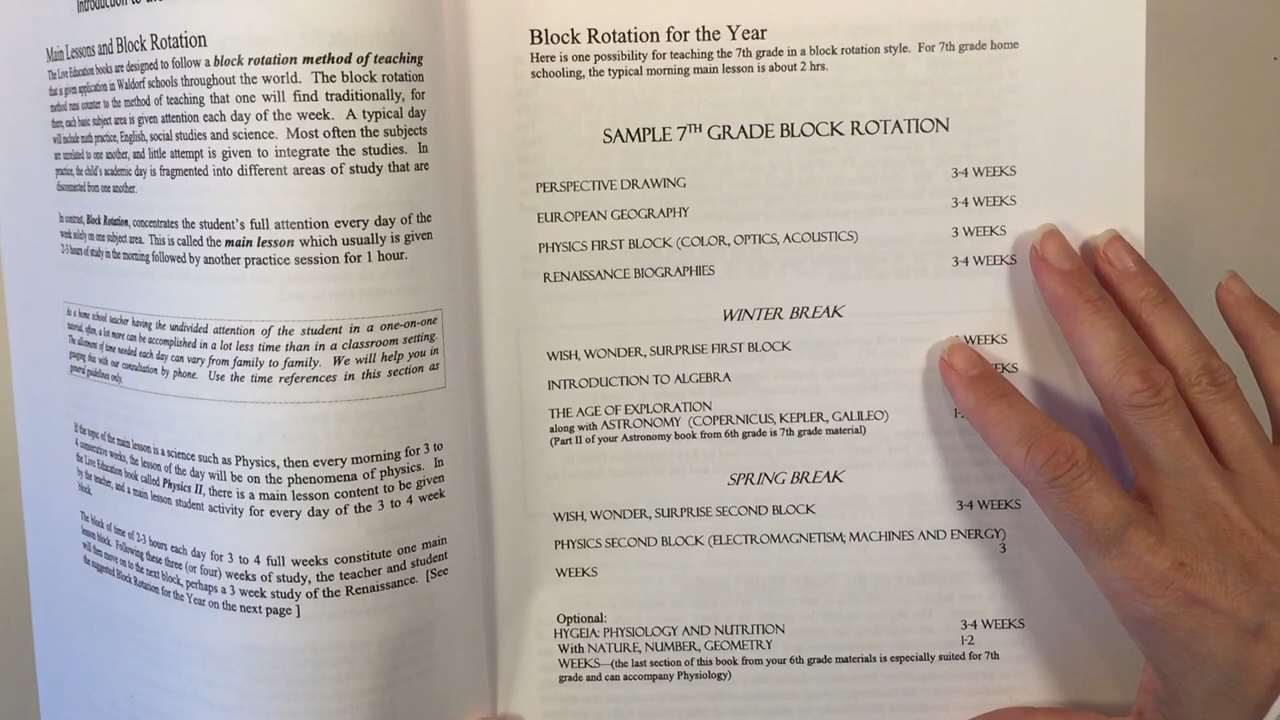 Introduction to the
Main Lessons and Block Rotation
The Live Education books are designed to follow a block rotation method of teaching
that is given application in Waldorf schools throughout the world. The block rotation
method runs counter to the method of teaching that one will find traditionally, for
there, each basic subject area is given attention each day of the week. A typical day
will include math practice, English, social studies and science. Most often the subjects
are unrelated to one another, and little attempt is given to integrate the studies. In
practice, the child's academic day is fragmented into different areas of study that are
disconnected from one another.
In contrast, Block Rotation, concentrates the student's full attention every day of the
week solely on one subject area. This is called the main lesson which usually is given
2-3 hours of study in the morning followed by another practice session for 1 hour.
As a home school teacher having the undivided attention of the student in a one-on-one
tutorial, often, a lot more can be accomplished in a lot less time than in a classroom setting.
The allotment of time needed each day can vary from family to family. We will help you in
gauging this with our consultation by phone. Use the time references in this section as
general guidelines only.
If the topic of the main lesson is science such as Physics, then every morning for 3 to
4 consecutive weeks, the lesson of the day will be on the phenomena of physics. In
the Live Education book called Physics II, there is a main lesson content to be given
by the teacher, and a main lesson student activity for every day of the 3 to 4 week
block.
The block of time of 2-3 hours each day for 3 to 4 full weeks constitute one main
lesson block. Following these three (or four) weeks of study, the teacher and student
will then move on to the next block, perhaps a 3 week study of the Renaissance. [See
the suggested Block Rotation for the Year on the next page ]
Block Rotation for the Year
Here is one possibility for teaching the 7th grade in a block rotation style. For 7th grade home
schooling, the typical morning main lesson is about 2 hrs.
SAMPLE 7TH GRADE BLOCK ROTATION
PERSPECTIVE DRAWING 3-4 WEEKS
EUROPEAN GEOGRAPHY 3-4 WEEKS
PHYSICS FIRST BLOCK (COLOR, OPTICS, ACOUSTICS) 3 WEEKS
RENAISSANCE BIOGRAPHIES 3-4 WEEKS
WINTER BREAK
WISH, WONDER, SURPRISE FIRST BLOCK WEEKS
INTRODUCTION TO ALGEBRA
THE AGE OF EXPLORATION
along with ASTRONOMY (COPERNICUS, KEPLER, GALILEO)
(Part II of your Astronomy book from 6th grade is 7th grade material)
SPRING BREAK
WISH, WONDER, SURPRISE SECOND BLOCK 3-4 WEEKS
PHYSICS SECOND BLOCK (ELECTROMAGNETISM; MACHINES AND ENERGY)
3
WEEKS
Optional:
HYGEIA: PHYSIOLOGY AND NUTRITION 3-4 WEEKS
With NATURE, NUMBER, GEOMETRY 1-2
WEEKS—(the last section of this book from your 6th grade materials is especially suited for 7th
grade and can accompany Physiology)